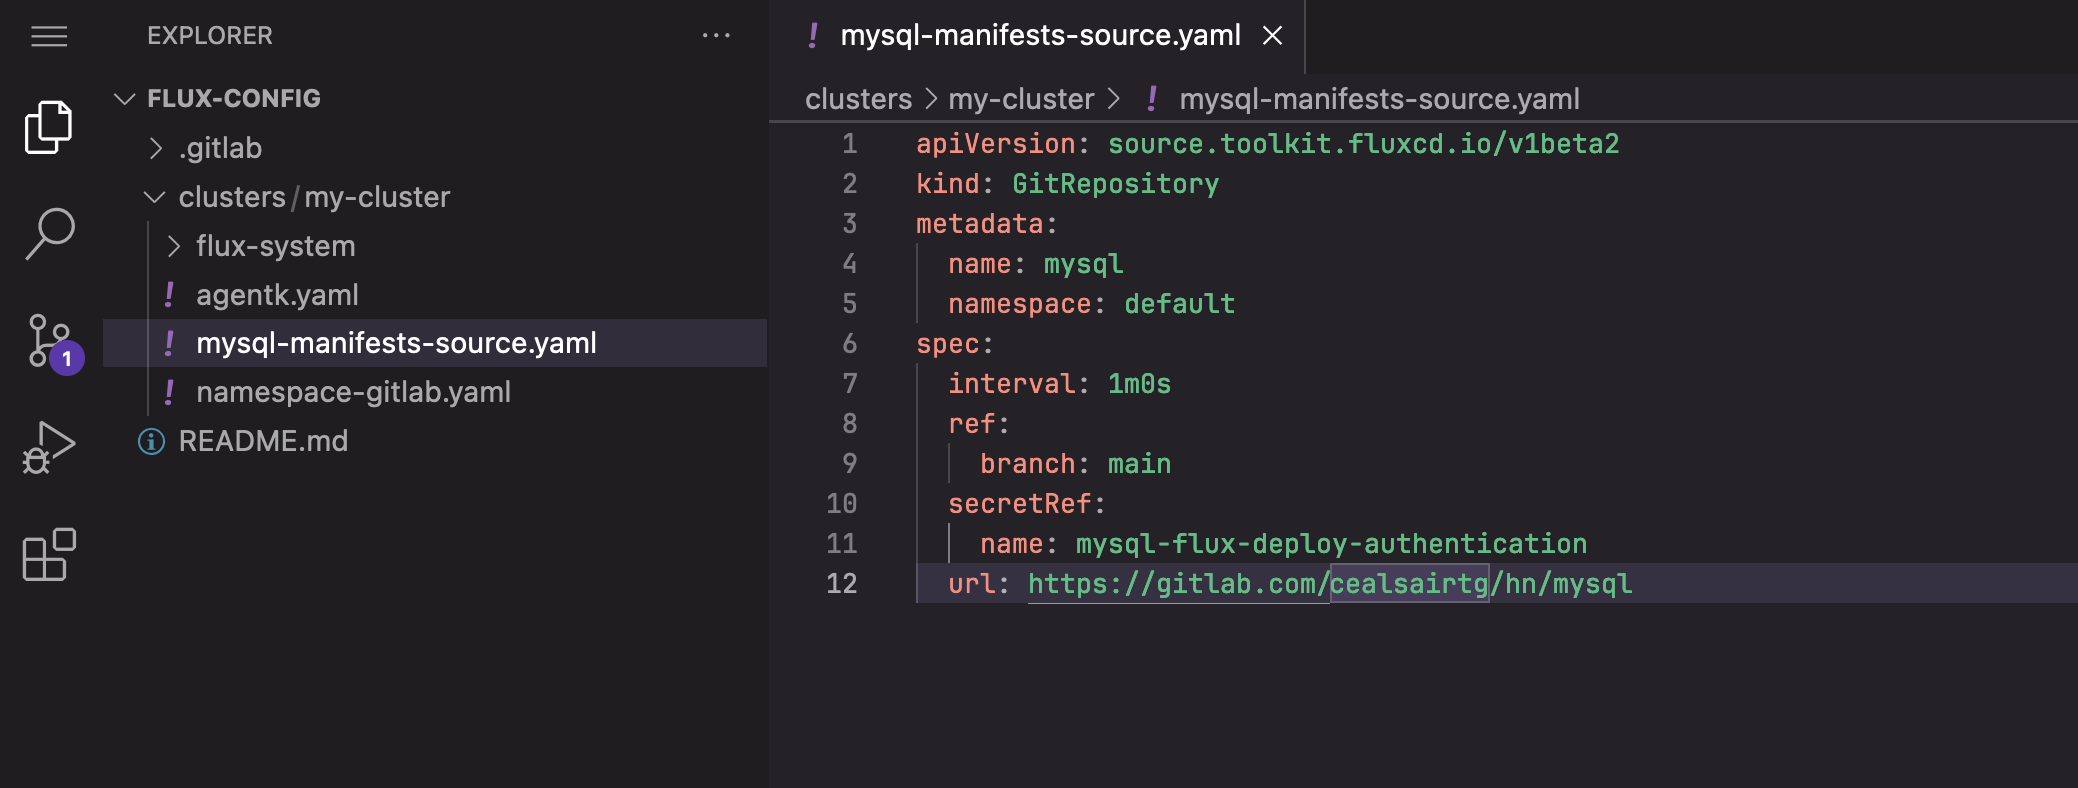 EXPLORER
FLUX-CONFIG
.gitlab
clusters/my-cluster
flux-system
! agentk.yaml
! mysql-manifests-source.yaml
! namespace-gitlab.yaml
README.md
1
! mysql-manifests-source.yaml
clusters > my-cluster > ! mysql-manifests-source.yaml
1 apiVersion: source.toolkit.fluxcd.io/v1beta2
2 kind: GitRepository
3 metadata:
4   name: mysql
5   namespace: default
6 spec:
7   interval: 1m0s
8   ref:
9     branch: main
10   secretRef:
11     name: mysql-flux-deploy-authentication
12   url: https://gitlab.com/cealsairtg/hn/mysql